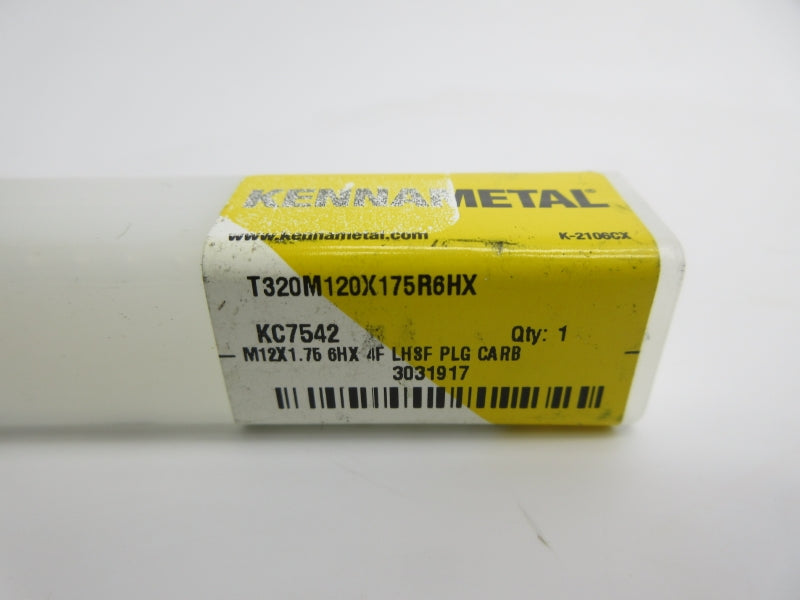 KENNAMETAL
www.kennametal.com K-2106CX
T320M120X175R6HX
KC7542 Qty: 1
M12X1.75 6HX 4F LHSF PLG CARB
3031917